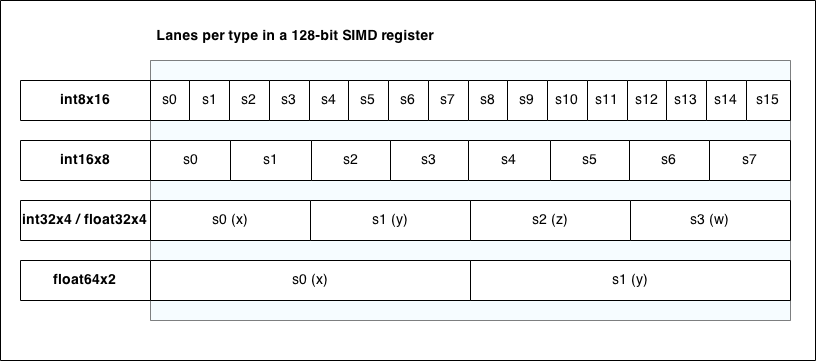 Lanes per type in a 128-bit SIMD register
int8x16 s0 s1 s2 s3 s4 s5 s6 s7 s8 s9 s10 s11 s12 s13 s14 s15
int16x8 s0 s1 s2 s3 s4 s5 s6 s7
int32x4 / float32x4 s0 (x) s1 (y) s2 (z) s3 (w)
float64x2 s0 (x) s1 (y)